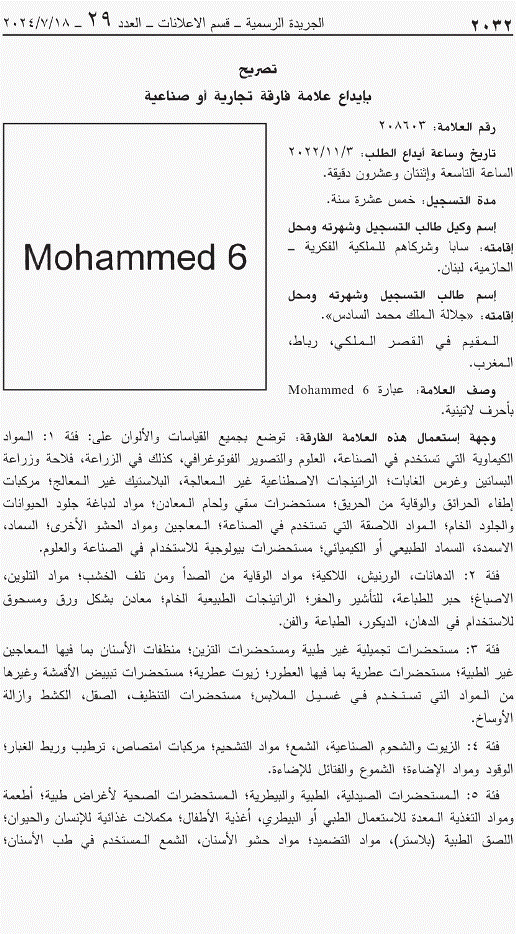 ٢٠٣٢
الجريدة الرسمية ــ قسم الاعلانات ــ العدد ٢٩ ــ ٢٠٢٤/٧/١٨
تصريح
بإيداع علامة فارقة تجارية أو صناعية
رقم العلامة: ٢٠٨٦٠٣
تاريخ وساعة أيداع الطلب: ٢٠٢٢/١١/٣
الساعة التاسعة وإثنتان وعشرون دقيقة.
مدة التسجيل: خمس عشرة سنة.
إسم وكيل طالب التسجيل وشهرته ومحل
إقامته: سابا وشركاهم للملكية الفكرية ــ
الحازمية، لبنان.
إسم طالب التسجيل وشهرته ومحل
إقامته: «جلالة الملك محمد السادس».
المقيم في القصر الملكي، رباط،
المغرب.
وصف العلامة: عبارة Mohammed 6
بأحرف لاتينية.
Mohammed 6
وجهة إستعمال هذه العلامة الفارقة: توضع بجميع القياسات والألوان على: فئة ١: المواد
الكيماوية التي تستخدم في الصناعة، العلوم والتصوير الفوتوغرافي، كذلك في الزراعة، فلاحة وزراعة
البساتين وغرس الغابات؛ الراتينجات الاصطناعية غير المعالجة، البلاستيك غير المعالج؛ مركبات
إطفاء الحرائق والوقاية من الحريق؛ مستحضرات سقي ولحام المعادن؛ مواد لدباغة جلود الحيوانات
والجلود الخام؛ المواد اللاصقة التي تستخدم في الصناعة؛ المعاجين ومواد الحشو الأخرى؛ السماد،
الاسمدة، السماد الطبيعي أو الكيميائي؛ مستحضرات بيولوجية للاستخدام في الصناعة والعلوم.
فئة ٢: الدهانات، الورنيش، اللاكية؛ مواد الوقاية من الصدأ ومن تلف الخشب؛ مواد التلوين،
الاصباغ؛ حبر للطباعة، للتأشير والحفر؛ الراتينجات الطبيعية الخام؛ معادن بشكل ورق ومسحوق
للاستخدام في الدهان، الديكور، الطباعة والفن.
فئة ٣: مستحضرات تجميلية غير طبية ومستحضرات التزين؛ منظفات الأسنان بما فيها المعاجين
غير الطبية؛ مستحضرات عطرية بما فيها العطور؛ زيوت عطرية؛ مستحضرات تبييض الأقمشة وغيرها
من المواد التي تستخدم في غسيل الملابس؛ مستحضرات التنظيف، الصقل، الكشط وازالة
الأوساخ.
فئة ٤: الزيوت والشحوم الصناعية، الشمع؛ مواد التشحيم؛ مركبات امتصاص، ترطيب وربط الغبار؛
الوقود ومواد الإضاءة؛ الشموع والفتائل للإضاءة.
فئة ٥: المستحضرات الصيدلية، الطبية والبيطرية؛ المستحضرات الصحية لأغراض طبية؛ أطعمة
ومواد التغذية المعدة للاستعمال الطبي أو البيطري، أغذية الأطفال؛ مكملات غذائية للإنسان والحيوان؛
اللصق الطبية (بلاستر)، مواد التضميد؛ مواد حشو الأسنان، الشمع المستخدم في طب الأسنان؛